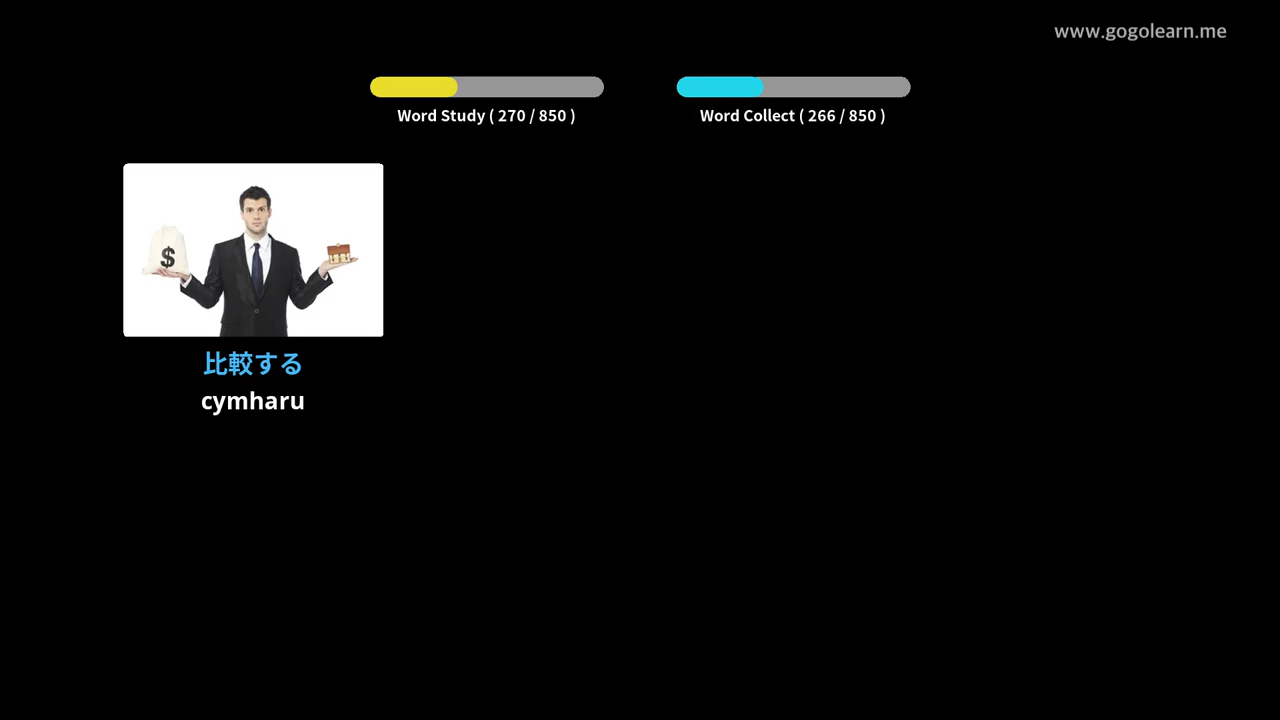 www.gogolearn.me
Word Study ( 270 / 850 )
Word Collect ( 266 / 850 )
$
比較する
cymharu